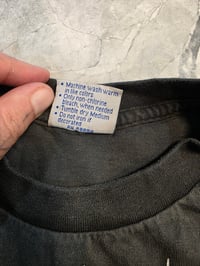 • Machine wash warm
in like colors
• Only non-chlorine
bleach, when needed
• Tumble dry Medium
• Do not iron if
decorated